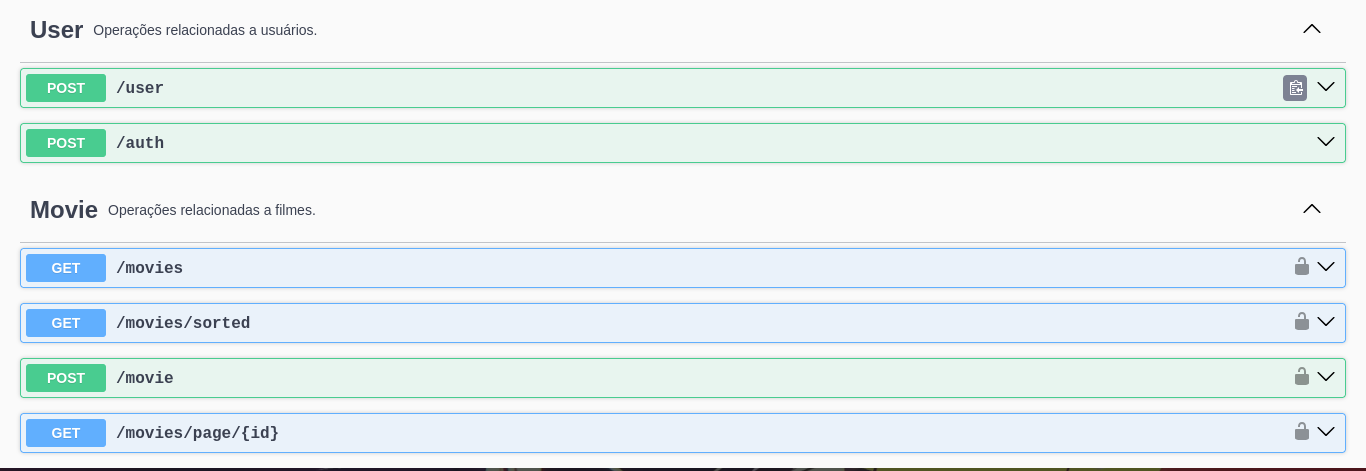 User Operações relacionadas a usuários.
POST /user
POST /auth
Movie Operações relacionadas a filmes.
GET /movies
GET /movies/sorted
POST /movie
GET /movies/page/{id}